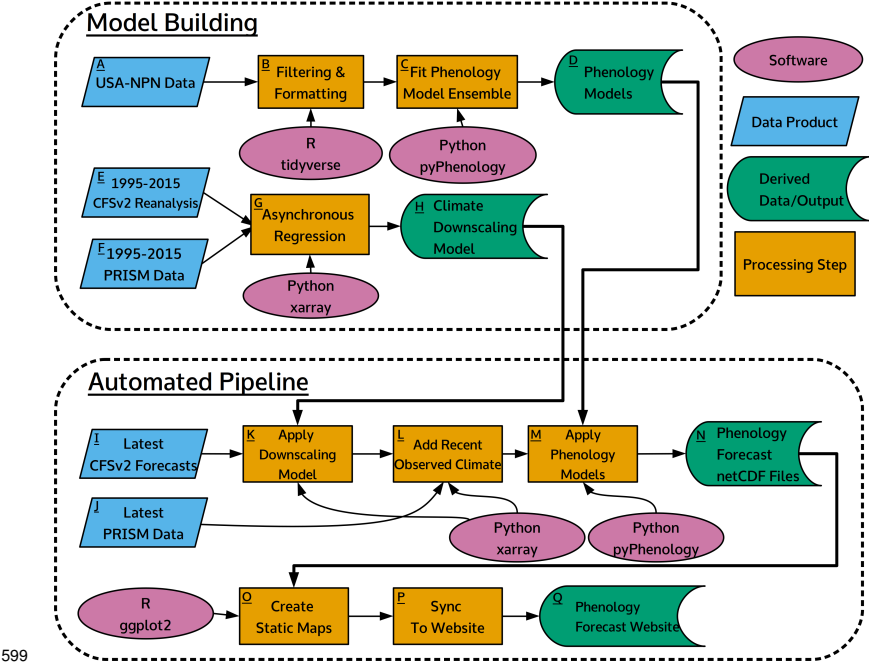 Model Building
A
USA-NPN Data
B
Filtering &
Formatting
C
Fit Phenology
Model Ensemble
D
Phenology
Models
R
tidyverse
Python
pyPhenology
E
1995-2015
CFSv2 Reanalysis
F
1995-2015
PRISM Data
G
Asynchronous
Regression
H
Climate
Downscaling
Model
Python
xarray
Software
Data Product
Derived
Data/Output
Processing Step
Automated Pipeline
I
Latest
CFSv2 Forecasts
J
Latest
PRISM Data
K
Apply
Downscaling
Model
L
Add Recent
Observed Climate
M
Apply
Phenology
Models
N
Phenology
Forecast
netCDF Files
Python
xarray
Python
pyPhenology
R
ggplot2
O
Create
Static Maps
P
Sync
To Website
Q
Phenology
Forecast Website
599